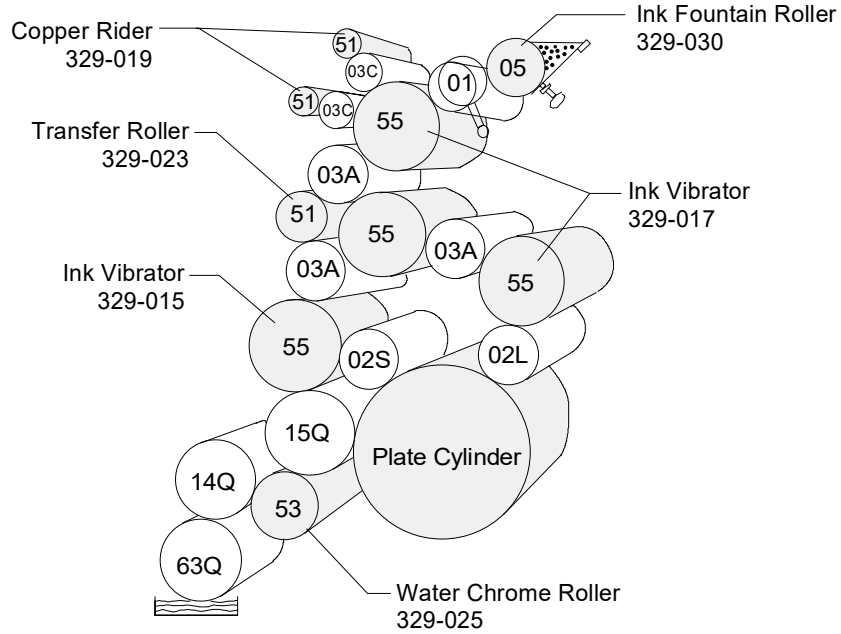 Ink Fountain Roller
329-030
Copper Rider
329-019
51
03C
01
05
51
03C
55
Transfer Roller
329-023
03A
Ink Vibrator
329-017
51
55
03A
03A
55
Ink Vibrator
329-015
55
02S
02L
15Q
Plate Cylinder
14Q
53
63Q
Water Chrome Roller
329-025